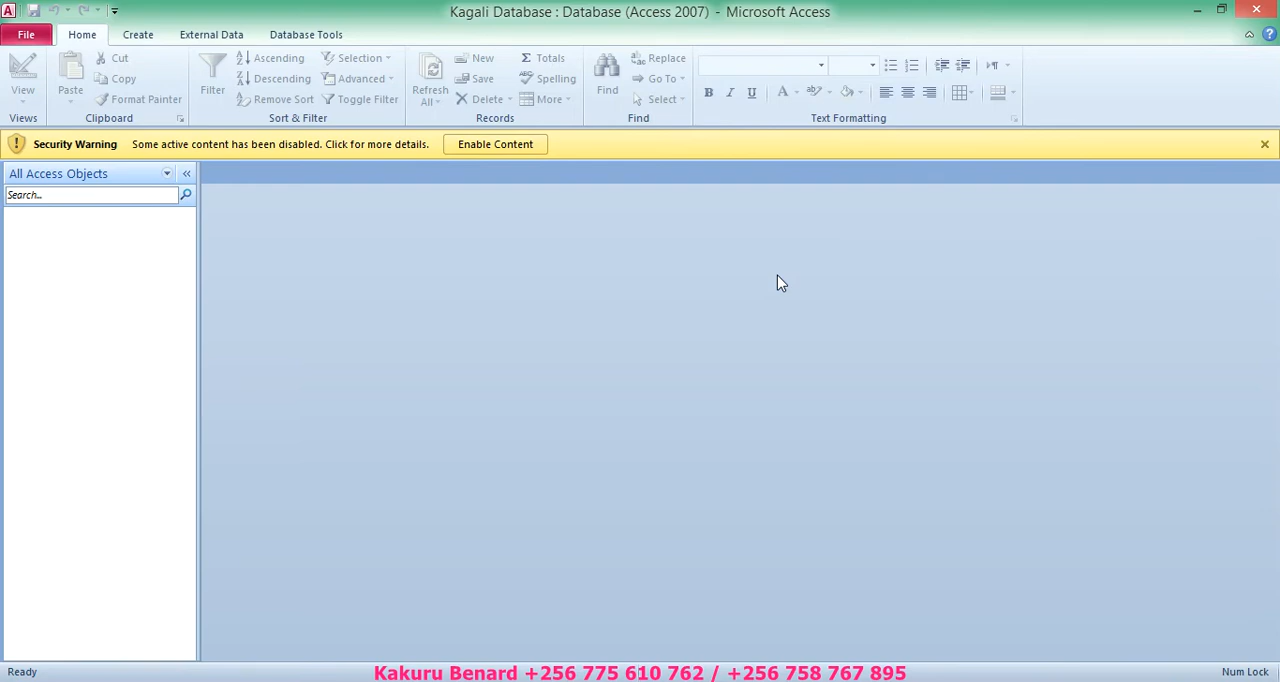 Kagali Database : Database (Access 2007) - Microsoft Access
File Home Create External Data Database Tools
View
Views
Paste
Cut
Copy
Format Painter
Clipboard
Filter
Ascending
Descending
Remove Sort
Selection
Advanced
Toggle Filter
Sort & Filter
Refresh
All
New
Save
Delete
Totals
Spelling
More
Records
Find
Replace
Go To
Select
Find
B I U A
Text Formatting
Security Warning Some active content has been disabled. Click for more details. Enable Content
All Access Objects
Search...
Ready
Num Lock
Kakuru Benard +256 775 610 762 / +256 758 767 895